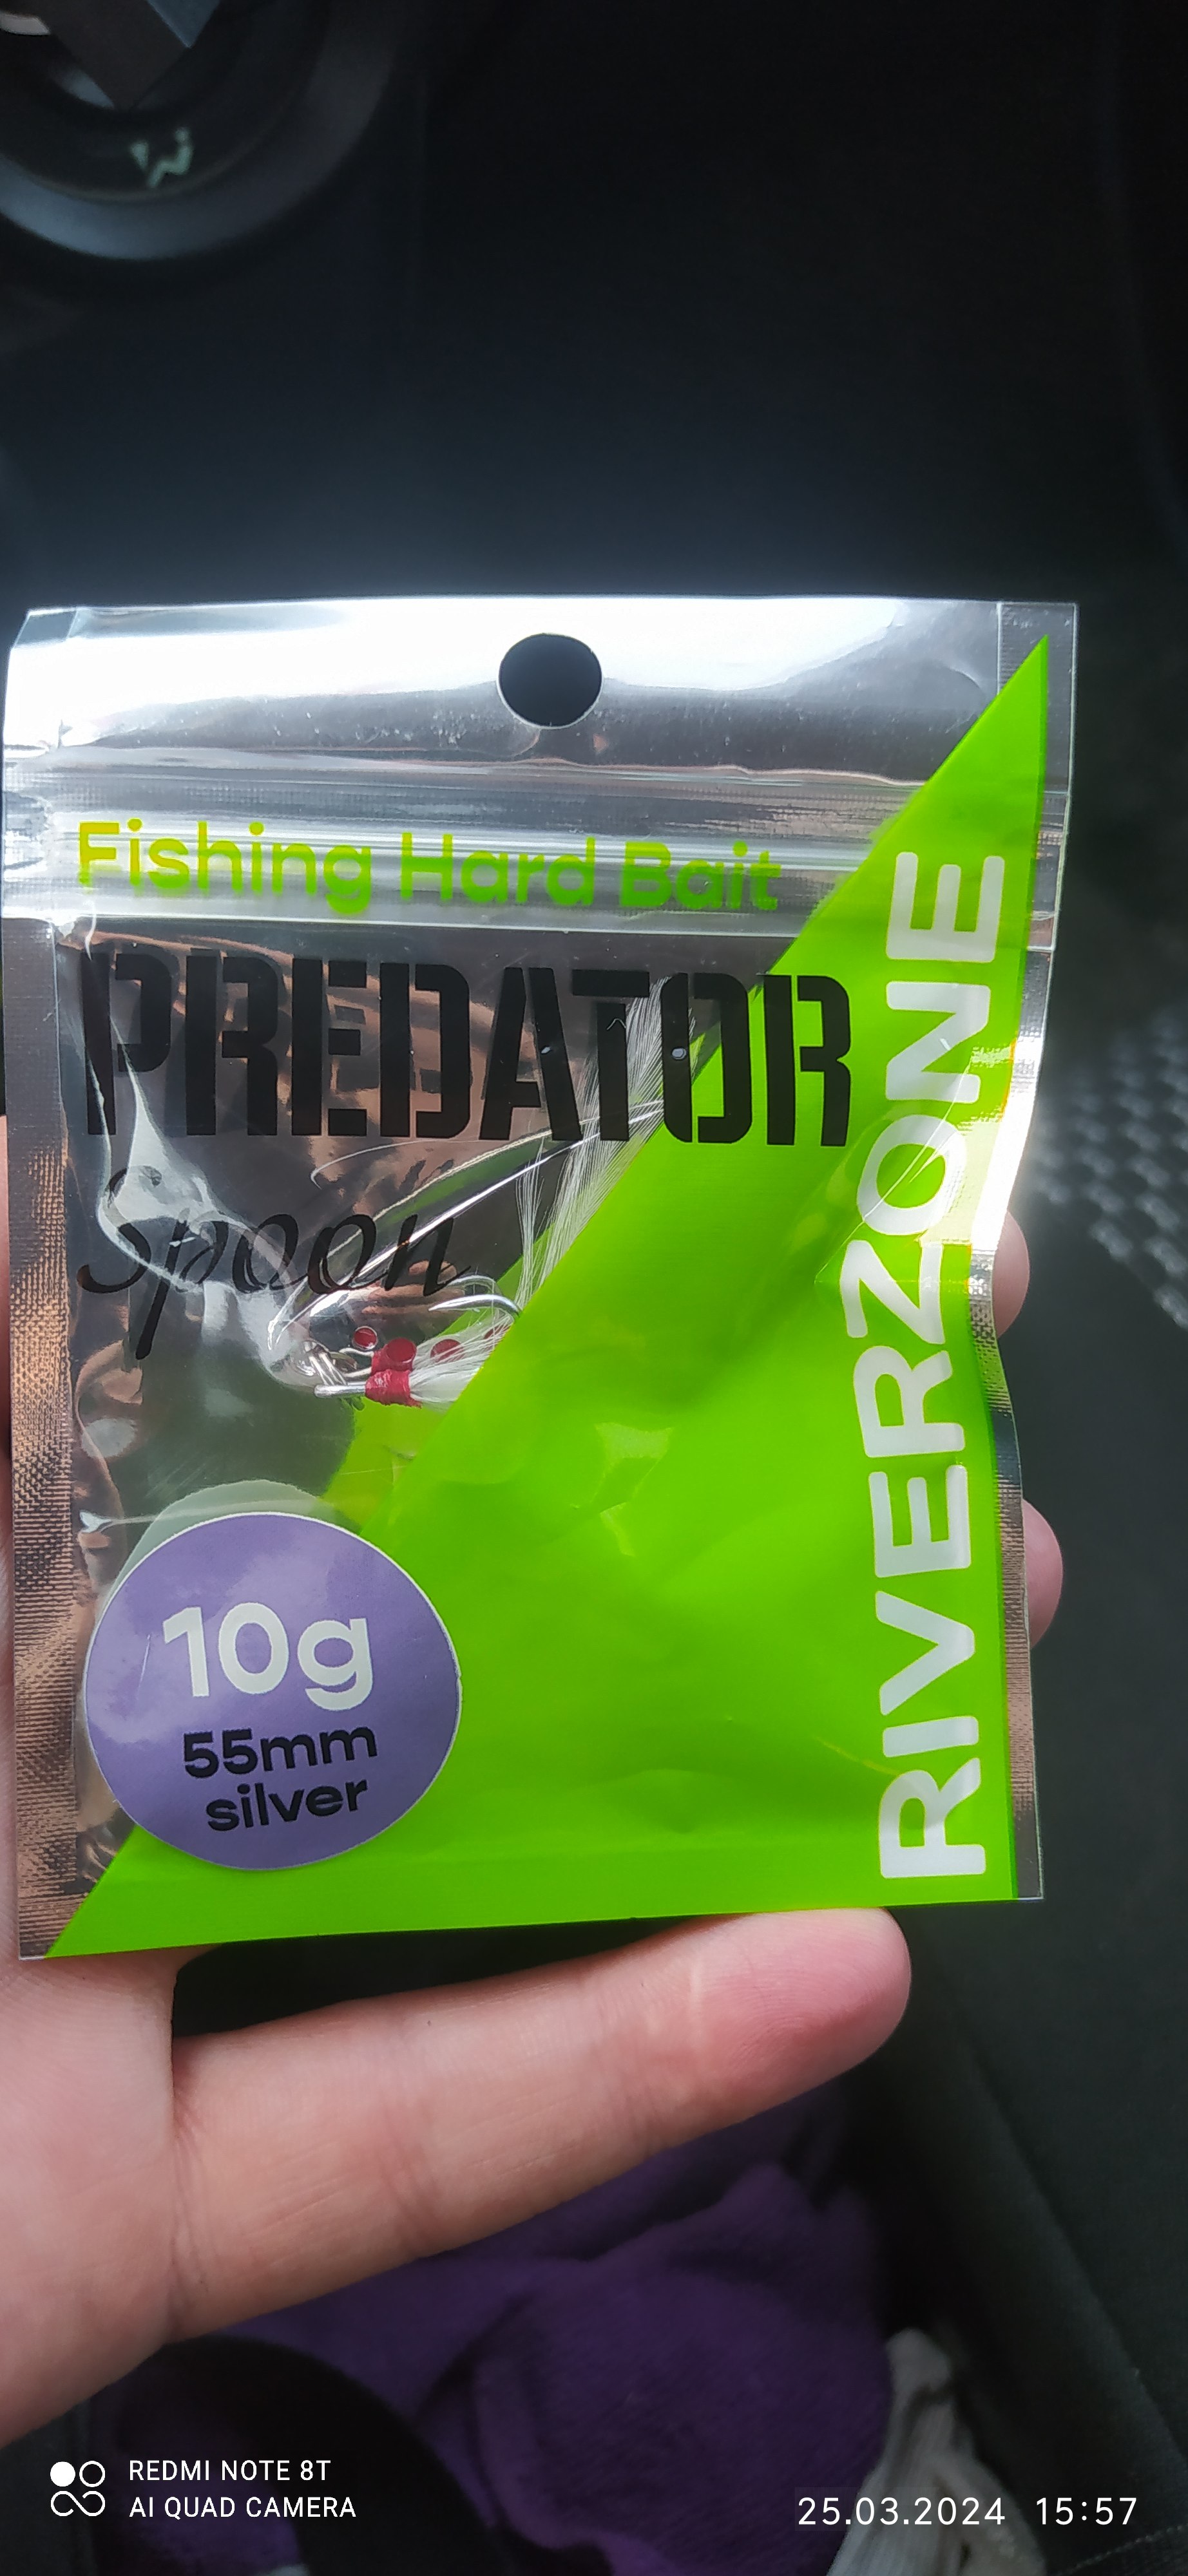 Fishing Hard Bait
PREDATOR
Spoon
RIVERZONE
10g
55mm
silver
REDMI NOTE 8T
AI QUAD CAMERA
25.03.2024 15:57